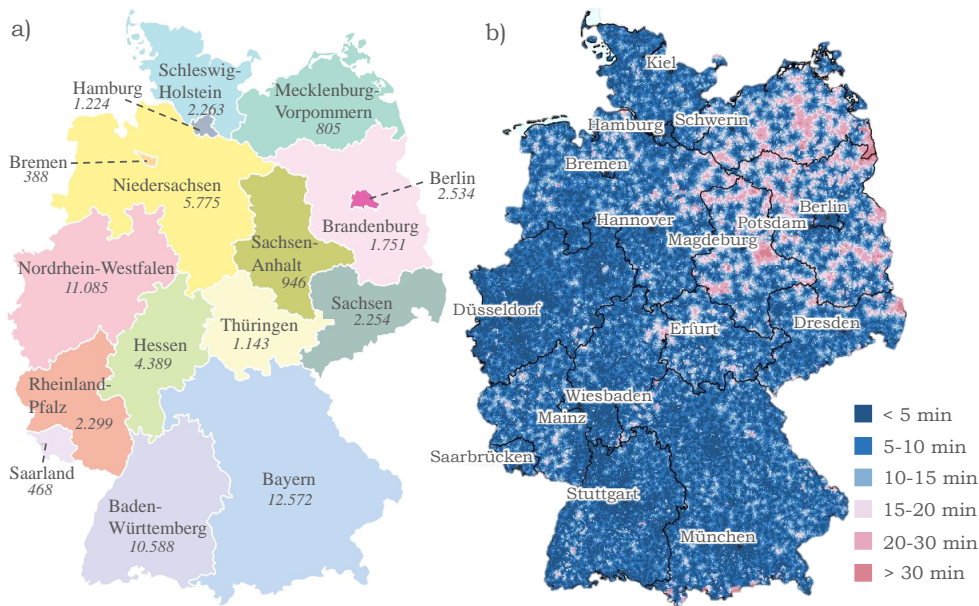 a)
Schleswig-
Holstein
2.263
Hamburg
1.224
Mecklenburg-
Vorpommern
805
Bremen
388
Niedersachsen
5.775
Berlin
2.534
Brandenburg
1.751
Sachsen-
Anhalt
946
Nordrhein-Westfalen
11.085
Sachsen
2.254
Thüringen
1.143
Hessen
4.389
Rheinland-
Pfalz
2.299
Saarland
468
Bayern
12.572
Baden-
Württemberg
10.588
b)
Kiel
Schwerin
Hamburg
Bremen
Berlin
Potsdam
Hannover
Magdeburg
Düsseldorf
Erfurt
Dresden
Wiesbaden
Mainz
Saarbrücken
Stuttgart
München
< 5 min
5-10 min
10-15 min
15-20 min
20-30 min
> 30 min